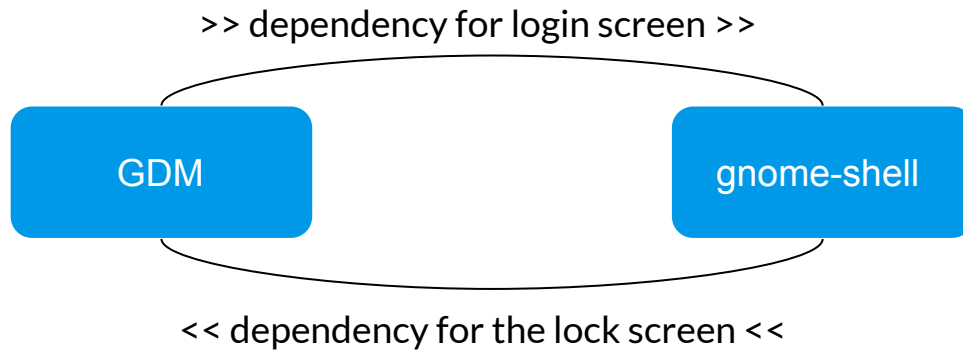 >> dependency for login screen >>
GDM
gnome-shell
<< dependency for the lock screen <<